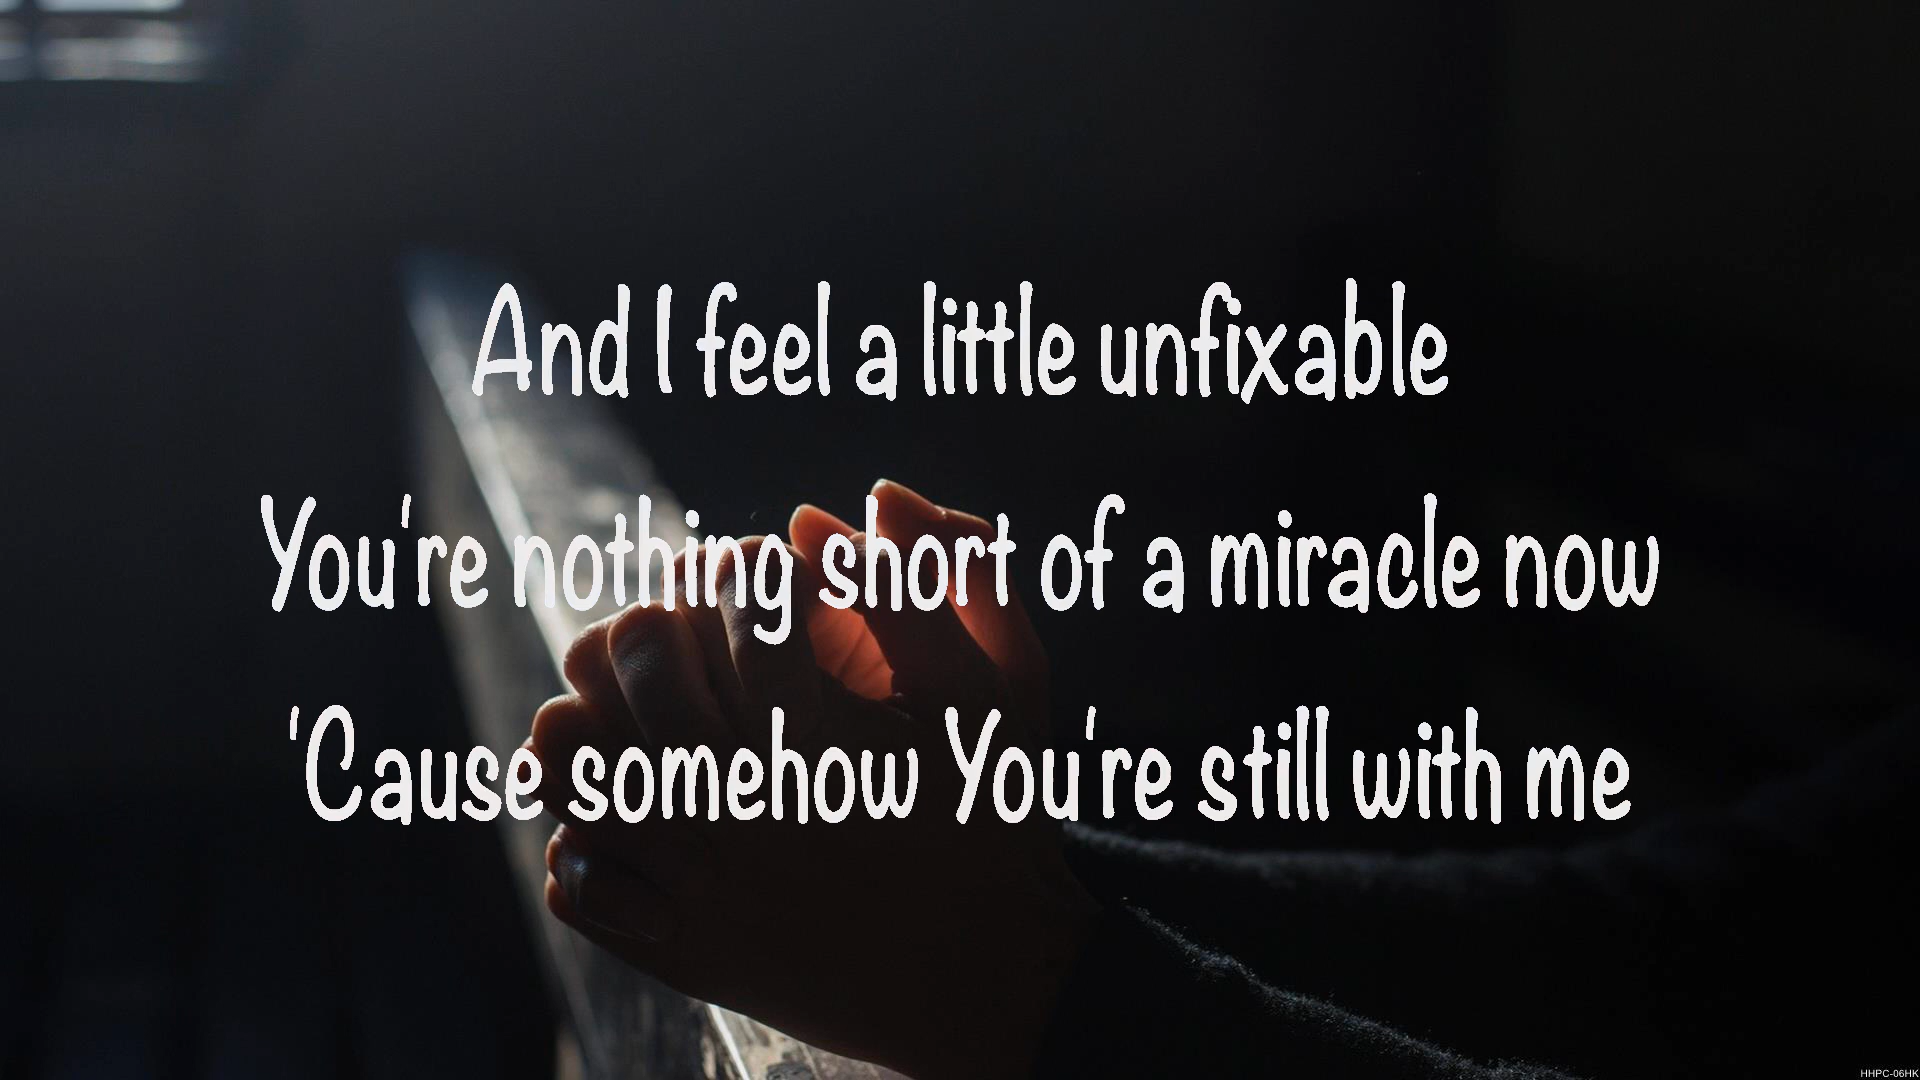 And I feel a little unfixable
You're nothing short of a miracle now
'Cause somehow You're still with me
HHPC-06HK